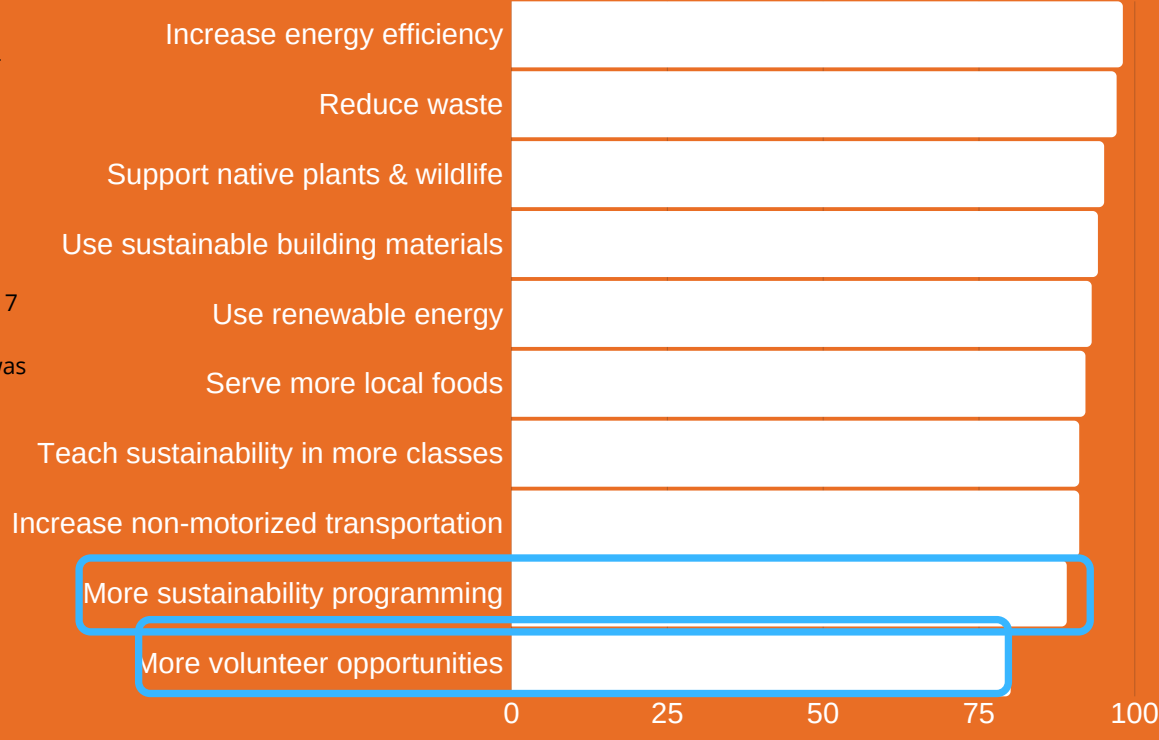 Increase energy efficiency
Reduce waste
Support native plants & wildlife
Use sustainable building materials
7
Use renewable energy
was
Serve more local foods
Teach sustainability in more classes
Increase non-motorized transportation
More sustainability programming
More volunteer opportunities
0 25 50 75 100